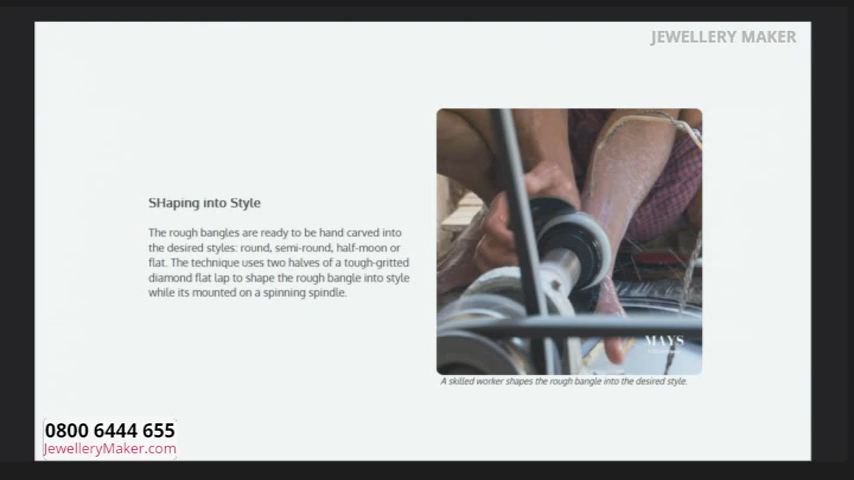 JEWELLERY MAKER
SHaping into Style
The rough bangles are ready to be hand carved into
the desired styles: round, semi-round, half-moon or
flat. The technique uses two halves of a tough-gritted
diamond flat lap to shape the rough bangle into style
while its mounted on a spinning spindle.
MAYS
A skilled worker shapes the rough bangle into the desired style.
0800 6444 655
JewelleryMaker.com